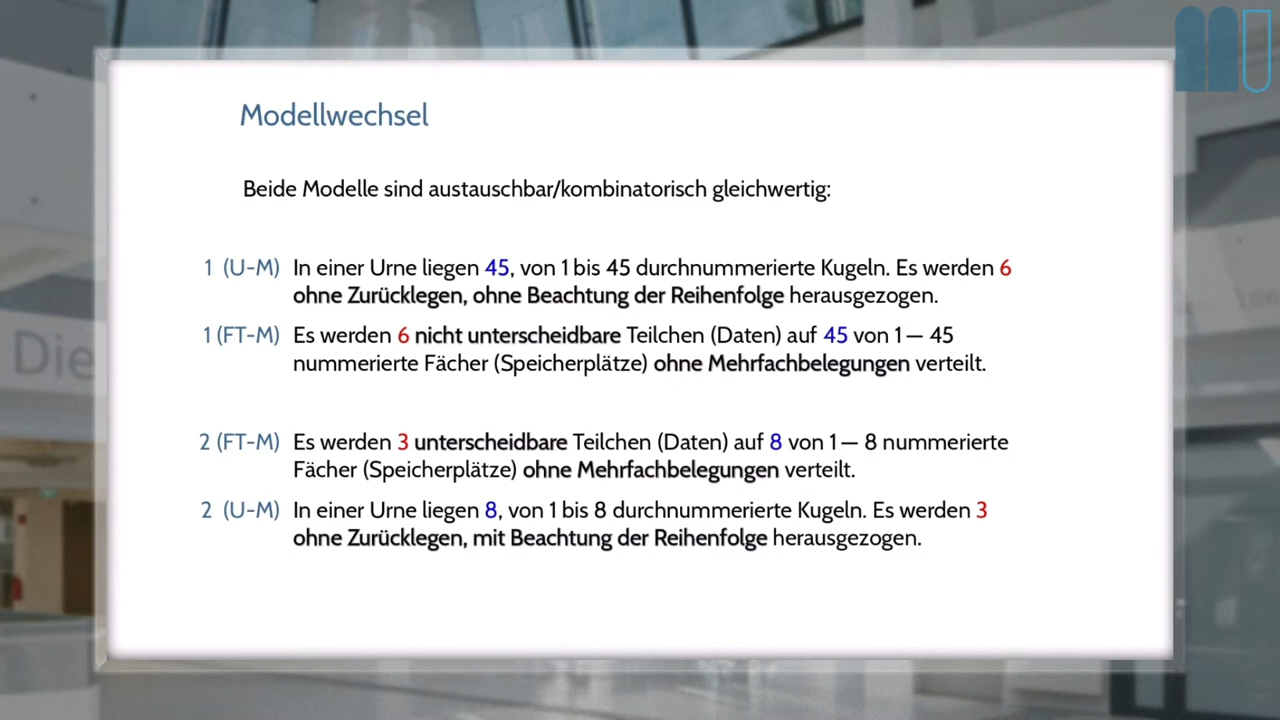 Modellwechsel
Beide Modelle sind austauschbar/kombinatorisch gleichwertig:
1 (U-M) In einer Urne liegen 45, von 1 bis 45 durchnummerierte Kugeln. Es werden 6
ohne Zurücklegen, ohne Beachtung der Reihenfolge herausgezogen.
1 (FT-M) Es werden 6 nicht unterscheidbare Teilchen (Daten) auf 45 von 1 — 45
nummerierte Fächer (Speicherplätze) ohne Mehrfachbelegungen verteilt.
2 (FT-M) Es werden 3 unterscheidbare Teilchen (Daten) auf 8 von 1 — 8 nummerierte
Fächer (Speicherplätze) ohne Mehrfachbelegungen verteilt.
2 (U-M) In einer Urne liegen 8, von 1 bis 8 durchnummerierte Kugeln. Es werden 3
ohne Zurücklegen, mit Beachtung der Reihenfolge herausgezogen.
Die